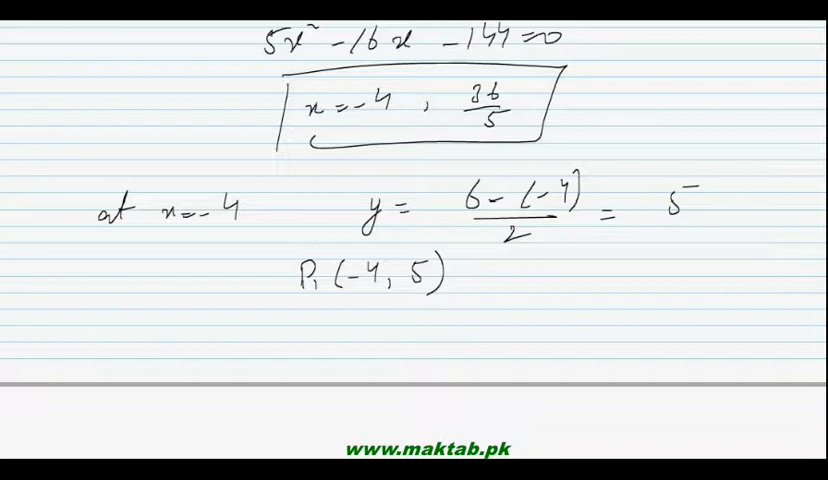 5x² - 16x - 144 = 0
x = -4 , 36/5
at x = -4 y = 6-(-4)/2 = 5
P₁(-4, 5)
www.maktab.pk